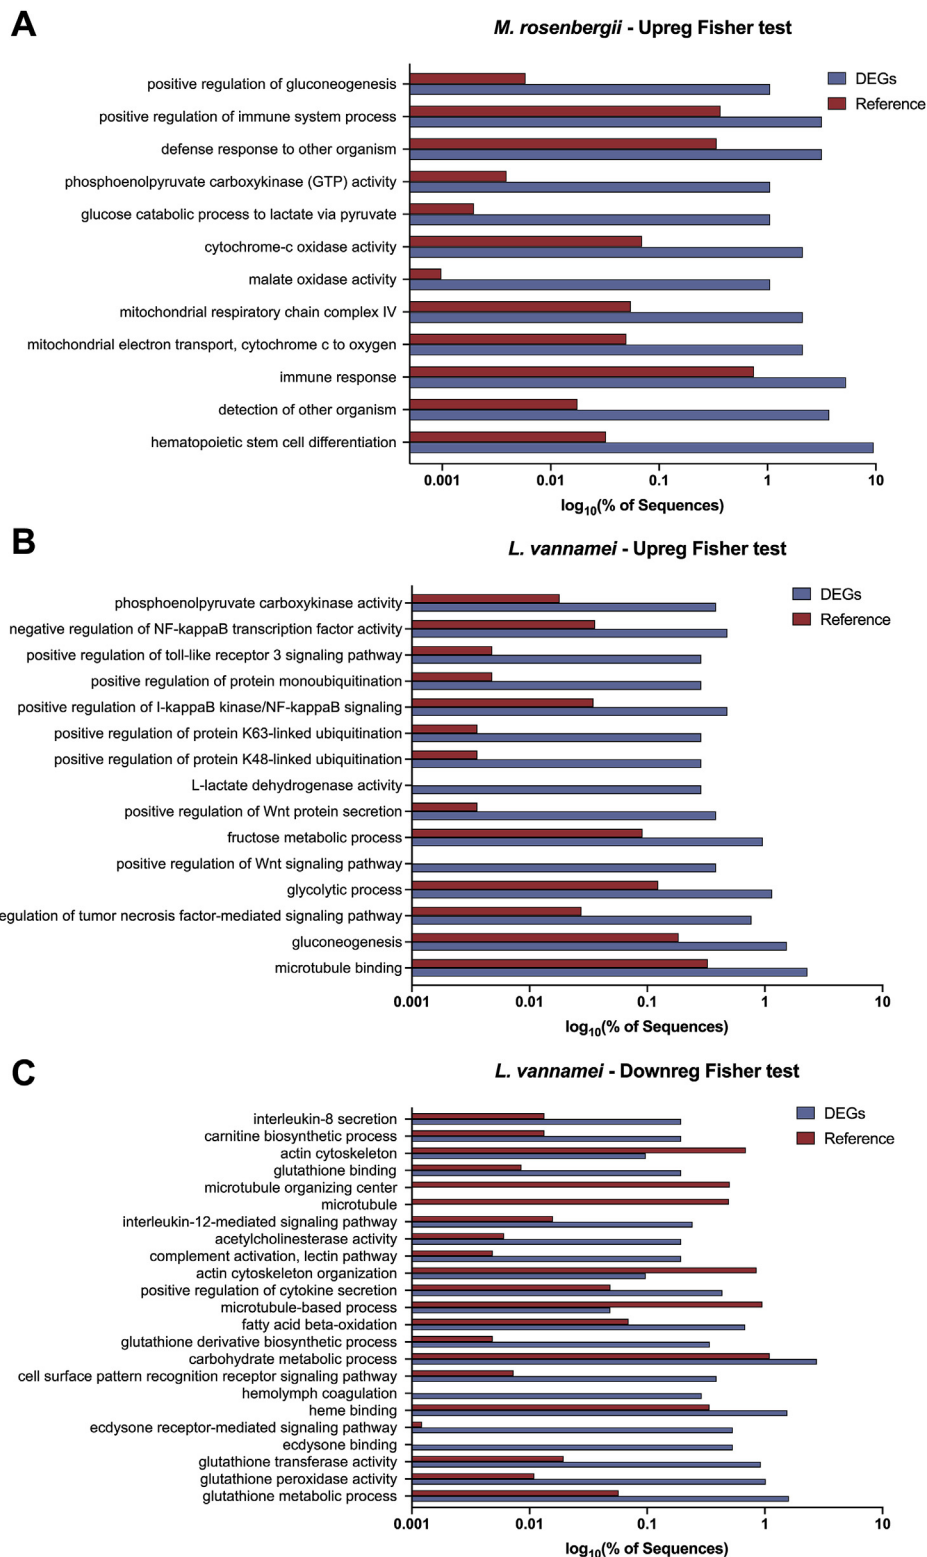 A
M. rosenbergii - Upreg Fisher test
DEGs
Reference
positive regulation of gluconeogenesis
positive regulation of immune system process
defense response to other organism
phosphoenolpyruvate carboxykinase (GTP) activity
glucose catabolic process to lactate via pyruvate
cytochrome-c oxidase activity
malate oxidase activity
mitochondrial respiratory chain complex IV
mitochondrial electron transport, cytochrome c to oxygen
immune response
detection of other organism
hematopoietic stem cell differentiation
0.001 0.01 0.1 1 10
log10(% of Sequences)
B
L. vannamei - Upreg Fisher test
DEGs
Reference
phosphoenolpyruvate carboxykinase activity
negative regulation of NF-kappaB transcription factor activity
positive regulation of toll-like receptor 3 signaling pathway
positive regulation of protein monoubiquitination
positive regulation of I-kappaB kinase/NF-kappaB signaling
positive regulation of protein K63-linked ubiquitination
positive regulation of protein K48-linked ubiquitination
L-lactate dehydrogenase activity
positive regulation of Wnt protein secretion
fructose metabolic process
positive regulation of Wnt signaling pathway
glycolytic process
egulation of tumor necrosis factor-mediated signaling pathway
gluconeogenesis
microtubule binding
0.001 0.01 0.1 1 10
log10(% of Sequences)
C
L. vannamei - Downreg Fisher test
DEGs
Reference
interleukin-8 secretion
carnitine biosynthetic process
actin cytoskeleton
glutathione binding
microtubule organizing center
microtubule
interleukin-12-mediated signaling pathway
acetylcholinesterase activity
complement activation, lectin pathway
actin cytoskeleton organization
positive regulation of cytokine secretion
microtubule-based process
fatty acid beta-oxidation
glutathione derivative biosynthetic process
carbohydrate metabolic process
cell surface pattern recognition receptor signaling pathway
hemolymph coagulation
heme binding
ecdysone receptor-mediated signaling pathway
ecdysone binding
glutathione transferase activity
glutathione peroxidase activity
glutathione metabolic process
0.001 0.01 0.1 1 10
log10(% of Sequences)